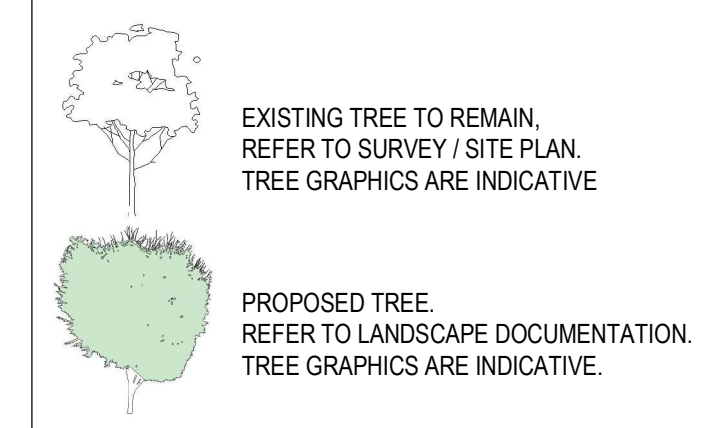 EXISTING TREE TO REMAIN,
REFER TO SURVEY / SITE PLAN.
TREE GRAPHICS ARE INDICATIVE
PROPOSED TREE.
REFER TO LANDSCAPE DOCUMENTATION.
TREE GRAPHICS ARE INDICATIVE.